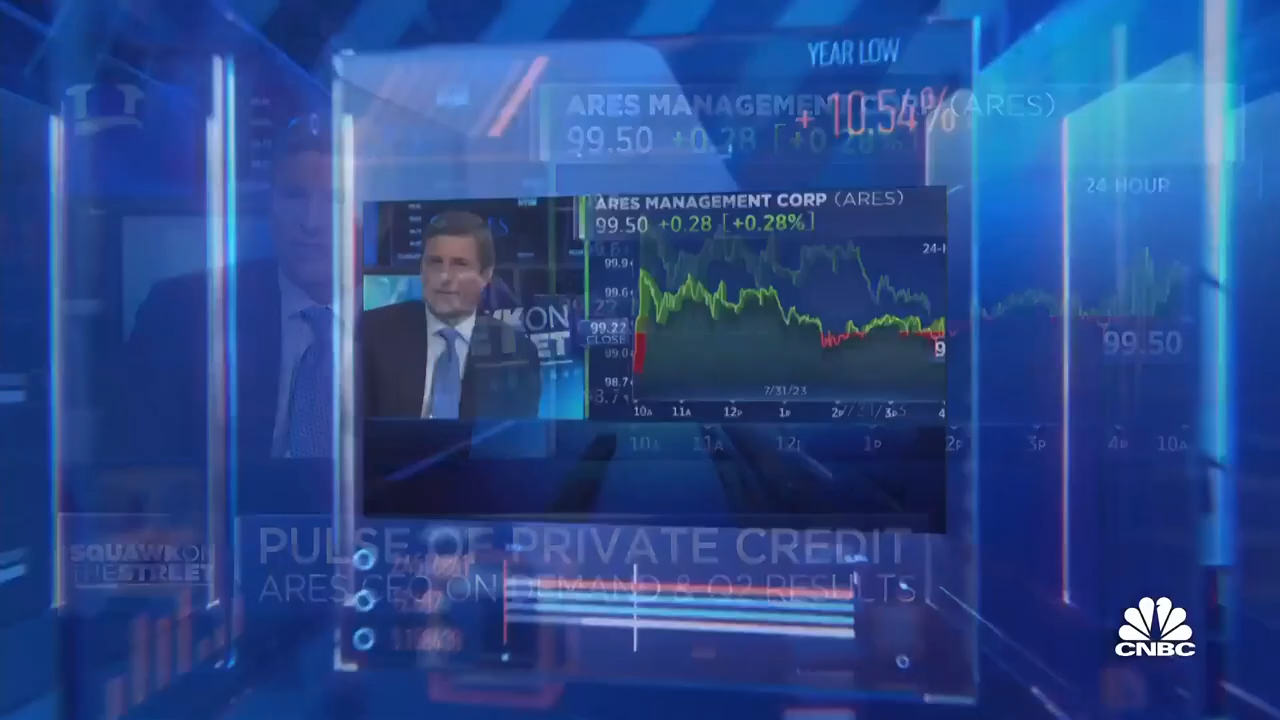 YEAR LOW
+ 10.54%
ARES MANAGEMENT CORP (ARES)
99.50 +0.28 [+0.28%]
24 HOUR
ARES MANAGEMENT CORP (ARES)
99.50 +0.28 [+0.28%]
24-H
99.9
99.6
99.22
CLOSE
99.0
98.7
7/31/23
10A 11A 12P 1P 2P 3P 4
99.50
10A 11A 1P 2P 3P 4P 10A
SQUAWK ON
THE STREET
PULSE OF PRIVATE CREDIT
ARES CEO ON DEMAND & Q2 RESULTS
CNBC